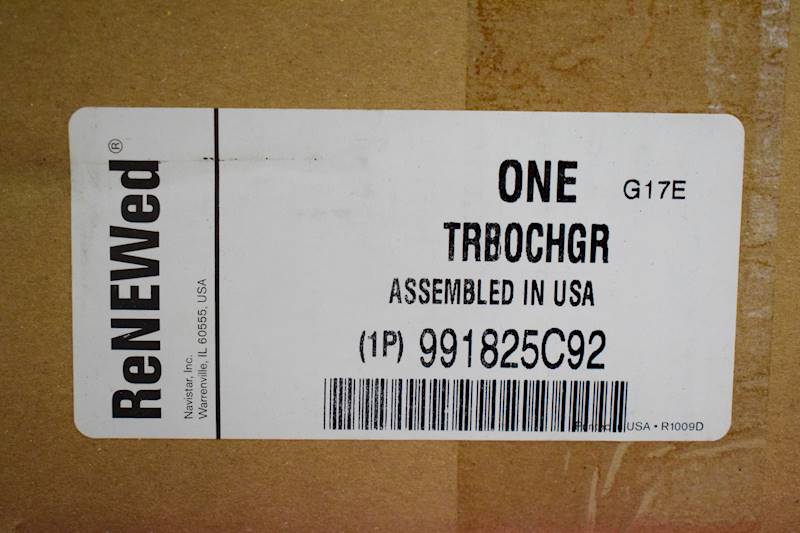 ReNEWed®
Navistar, Inc.
Warrenville, IL 60555, USA
ONE G17E
TRBOCHGR
ASSEMBLED IN USA
(1P) 991825C92
USA • R1009D